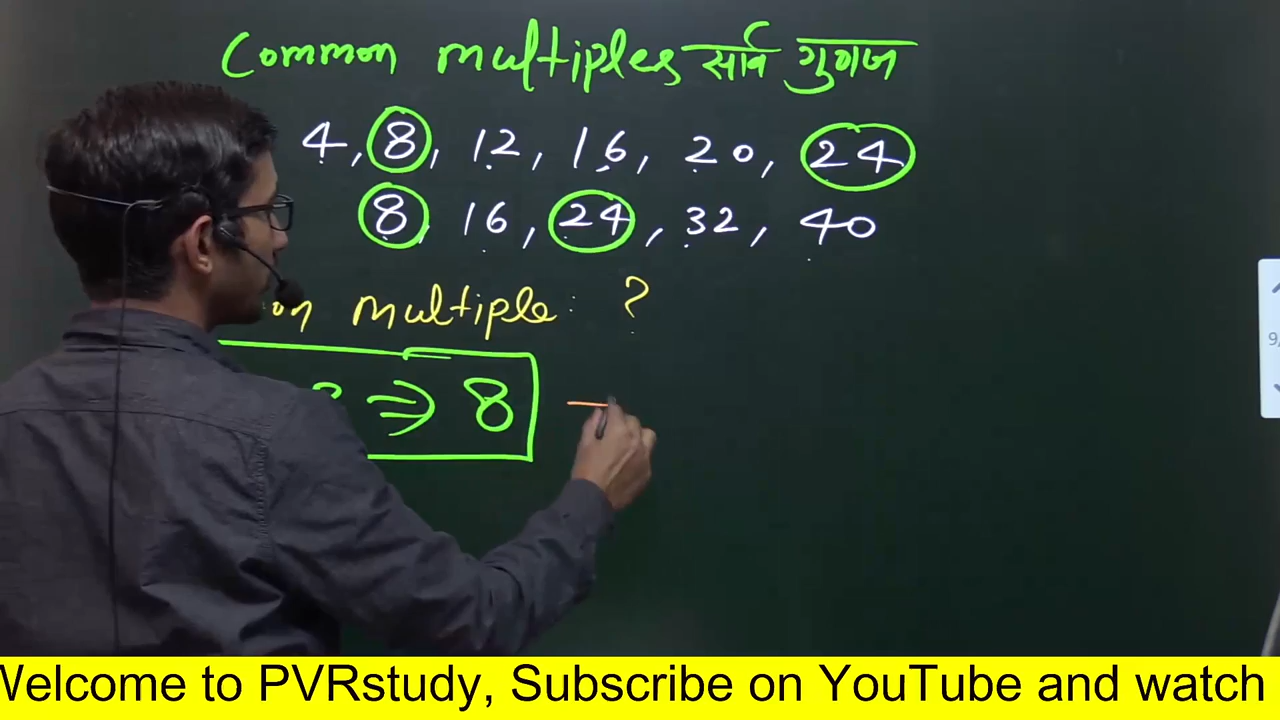 Common multiples सार्व गुणज
4, 8, 12, 16, 20, 24
8, 16, 24, 32, 40
multiple: ?
⇒ 8
Welcome to PVRstudy, Subscribe on YouTube and watch